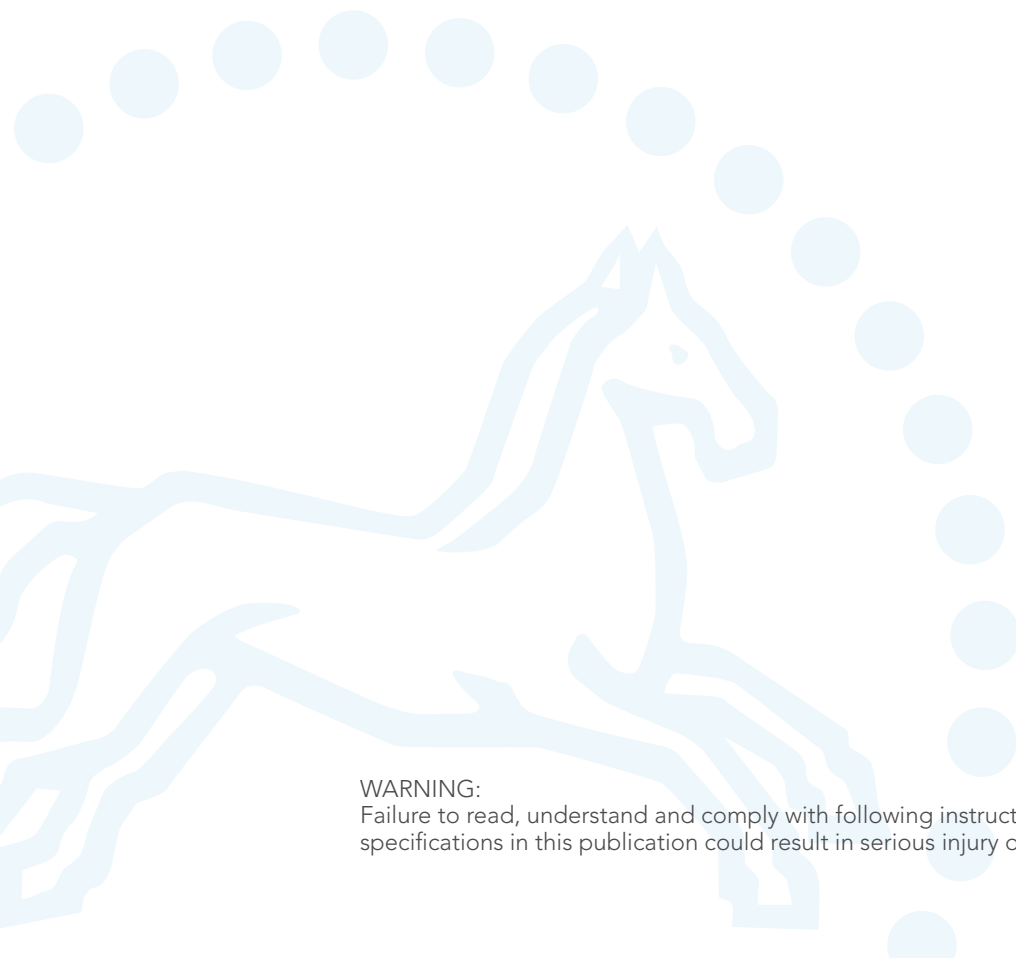 WARNING:
Failure to read, understand and comply with following instruct
specifications in this publication could result in serious injury o